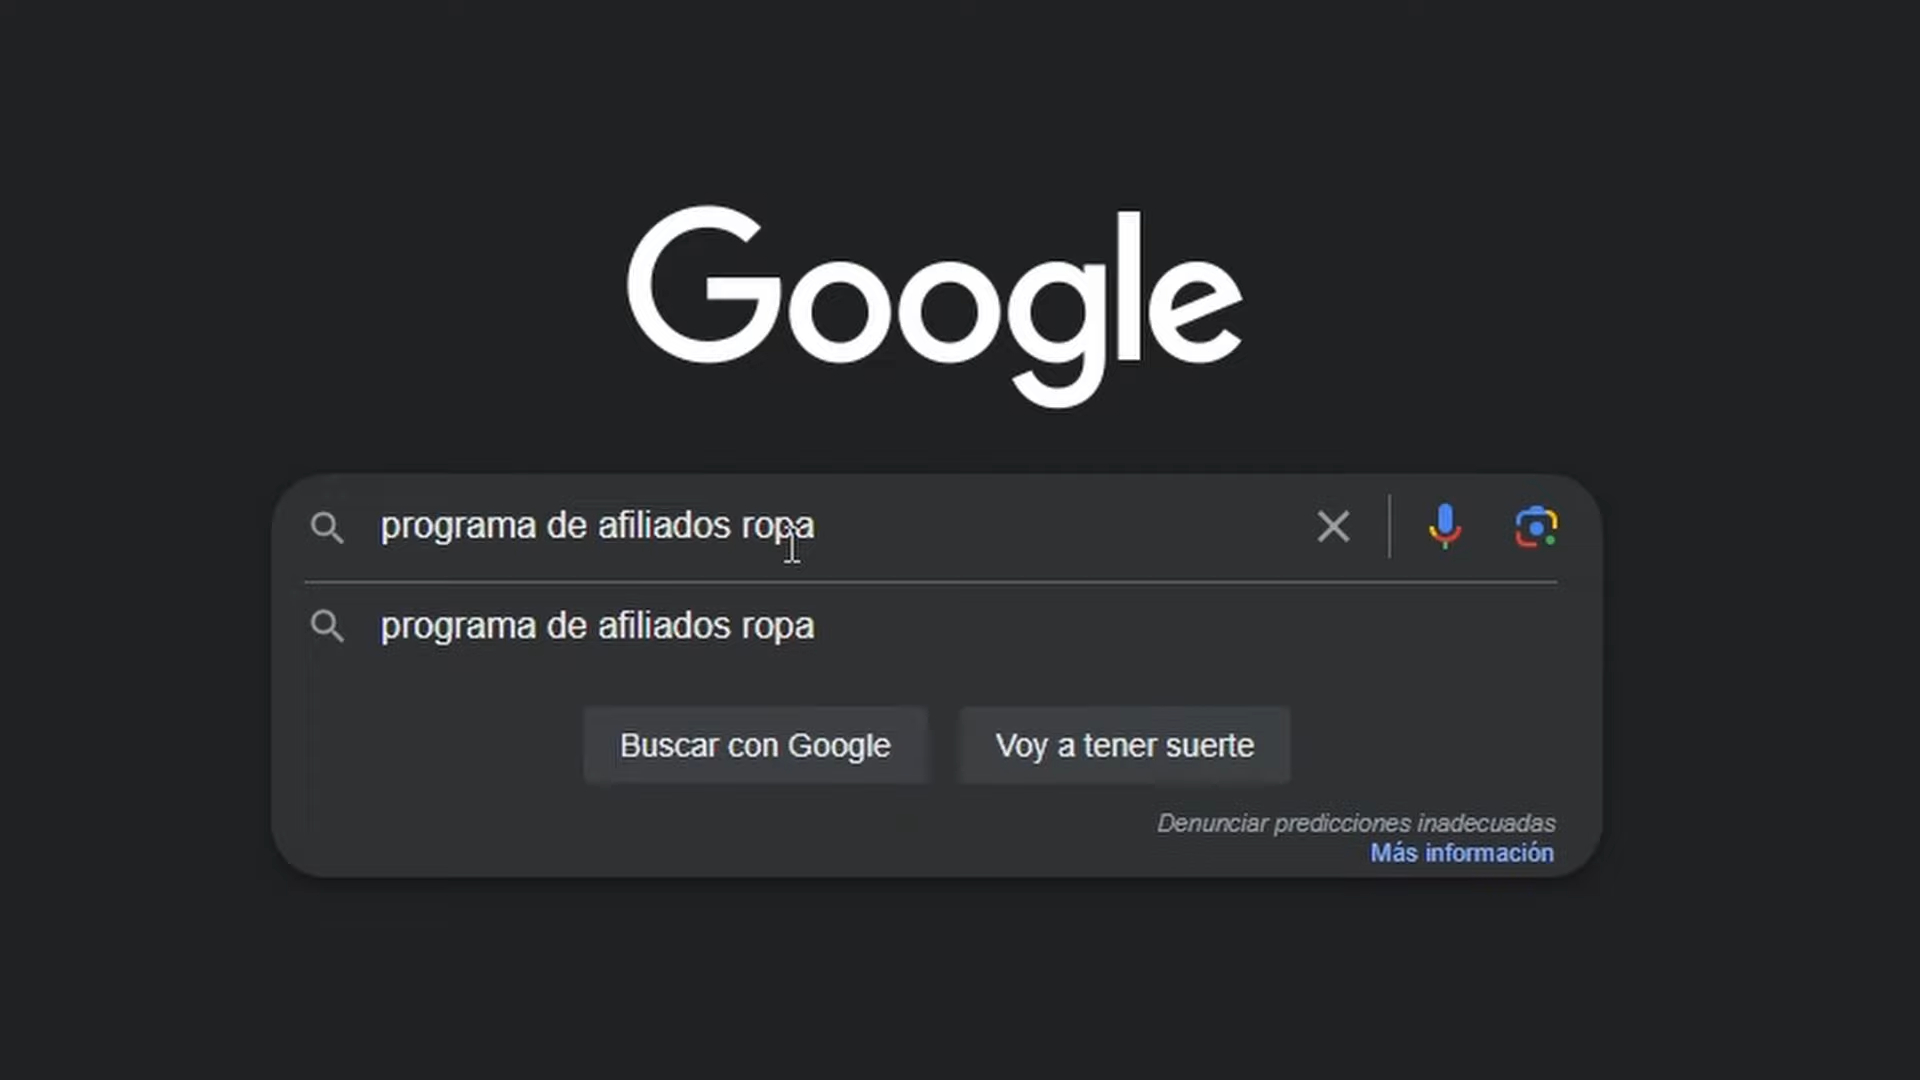 Google
programa de afiliados ropa
programa de afiliados ropa
Buscar con Google
Voy a tener suerte
Denunciar predicciones inadecuadas
Más información